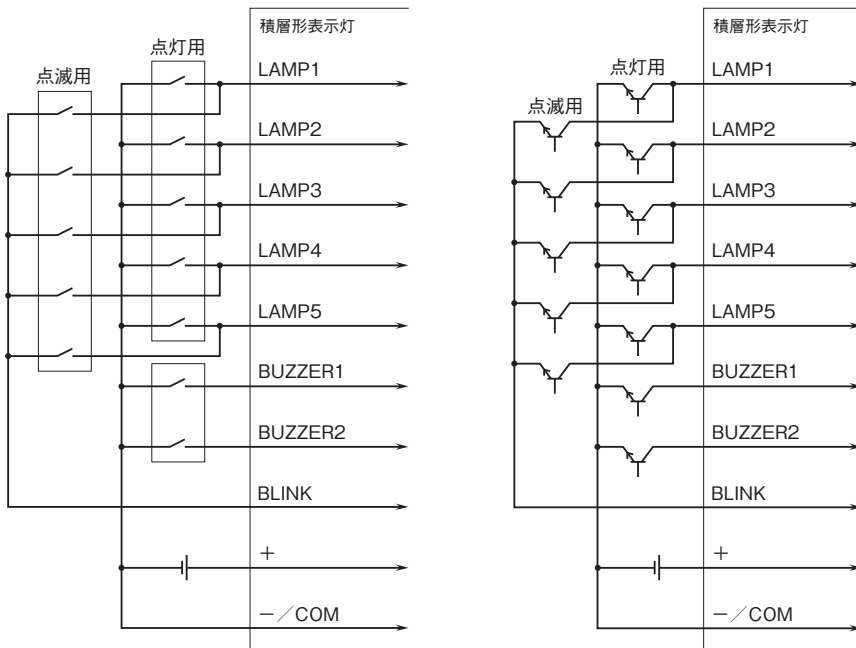 積層形表示灯
点灯用
点滅用
LAMP1
LAMP2
LAMP3
LAMP4
LAMP5
BUZZER1
BUZZER2
BLINK
＋
－／COM
積層形表示灯
点灯用
点滅用
LAMP1
LAMP2
LAMP3
LAMP4
LAMP5
BUZZER1
BUZZER2
BLINK
＋
－／COM